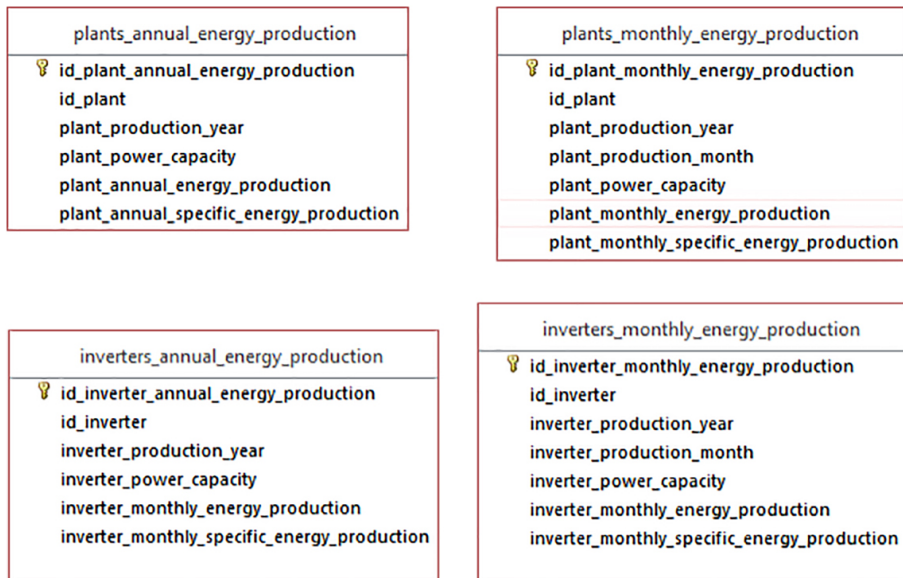 plants_annual_energy_production
id_plant_annual_energy_production
id_plant
plant_production_year
plant_power_capacity
plant_annual_energy_production
plant_annual_specific_energy_production
plants_monthly_energy_production
id_plant_monthly_energy_production
id_plant
plant_production_year
plant_production_month
plant_power_capacity
plant_monthly_energy_production
plant_monthly_specific_energy_production
inverters_annual_energy_production
id_inverter_annual_energy_production
id_inverter
inverter_production_year
inverter_power_capacity
inverter_monthly_energy_production
inverter_monthly_specific_energy_production
inverters_monthly_energy_production
id_inverter_monthly_energy_production
id_inverter
inverter_production_year
inverter_production_month
inverter_power_capacity
inverter_monthly_energy_production
inverter_monthly_specific_energy_production